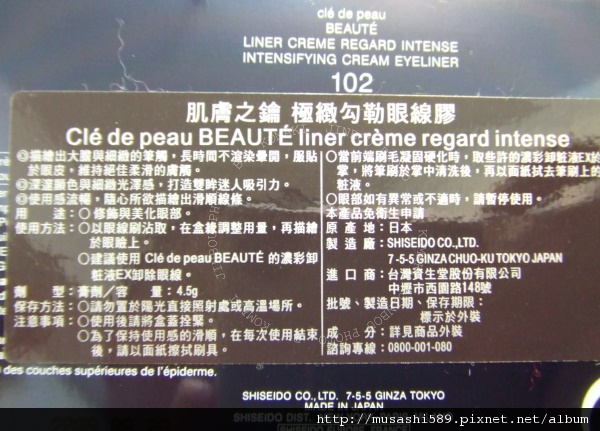 clé de peau
BEAUTÉ
LINER CREME REGARD INTENSE
INTENSIFYING CREAM EYELINER
102
肌膚之鑰 極緻勾勒眼線膠
Clé de peau BEAUTÉ liner crème regard intense
◎描繪出大膽與細緻的筆觸，長時間不渲染暈開，服貼
於眼皮，維持絕佳柔滑的膚觸。
◎深邃顏色與細緻光澤感，打造雙眸迷人吸引力。
◎使用感流暢，隨心所欲描繪出滑順線條。
用　　途：○修飾與美化眼部。
使用方法：○以眼線刷沾取，在盒緣調整用量，再描繪
於眼瞼上。
○建議使用 Clé de peau BEAUTÉ 的濃彩卸
粧液EX卸除眼線。
劑　　型：膏劑／容　　量：4.5g
保存方法：○請勿置於陽光直接照射處或高溫場所。
注意事項：○使用後請將盒蓋拴緊。
○為了保持使用感的滑順，在每次使用結束
後，請以面紙擦拭刷具。
○當前端刷毛凝固硬化時，取些許的濃彩卸粧液EX於
掌，將筆刷於掌中清洗後，再以面紙拭去筆刷上的
粧液。
○眼部如有異常或不適時，請暫停使用。
本產品免衛生申請
原 產 地：日本
製 造 廠：SHISEIDO CO.,LTD.
7-5-5 GINZA CHUO-KU TOKYO JAPAN
進 口 商：台灣資生堂股份有限公司
中壢市西園路148號
批號、製造日期、保存期限：
標示於外裝
成　　分：詳見商品外裝
諮詢專線：0800-001-080
des couches supérieures de l'épiderme.
SHISEIDO CO., LTD. 7-5-5 GINZA TOKYO
MADE IN JAPAN
SHISEIDO DIST.
http://musashi589.pixnet.net/album